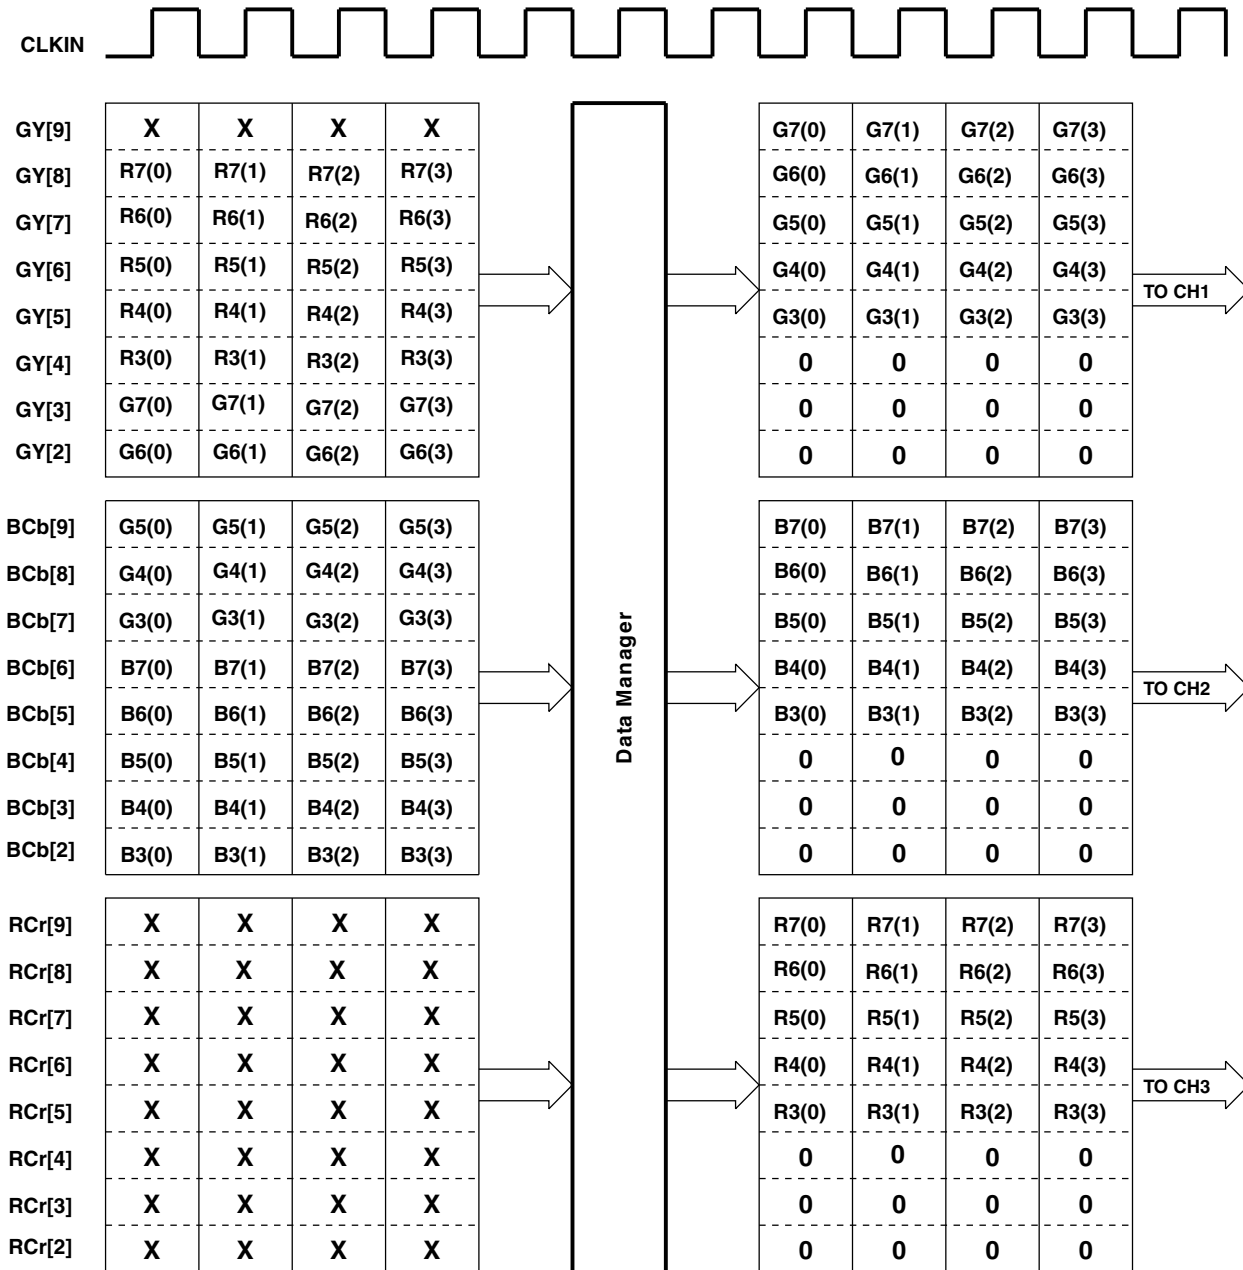 CLKIN
GY[9] X X X X G7(0) G7(1) G7(2) G7(3)
GY[8] R7(0) R7(1) R7(2) R7(3) G6(0) G6(1) G6(2) G6(3)
GY[7] R6(0) R6(1) R6(2) R6(3) G5(0) G5(1) G5(2) G5(3)
GY[6] R5(0) R5(1) R5(2) R5(3) G4(0) G4(1) G4(2) G4(3)
TO CH1
GY[5] R4(0) R4(1) R4(2) R4(3) G3(0) G3(1) G3(2) G3(3)
GY[4] R3(0) R3(1) R3(2) R3(3) 0 0 0 0
GY[3] G7(0) G7(1) G7(2) G7(3) 0 0 0 0
GY[2] G6(0) G6(1) G6(2) G6(3) 0 0 0 0
BCb[9] G5(0) G5(1) G5(2) G5(3) B7(0) B7(1) B7(2) B7(3)
BCb[8] G4(0) G4(1) G4(2) G4(3) B6(0) B6(1) B6(2) B6(3)
BCb[7] G3(0) G3(1) G3(2) G3(3) B5(0) B5(1) B5(2) B5(3)
Data Manager
BCb[6] B7(0) B7(1) B7(2) B7(3) B4(0) B4(1) B4(2) B4(3)
TO CH2
BCb[5] B6(0) B6(1) B6(2) B6(3) B3(0) B3(1) B3(2) B3(3)
BCb[4] B5(0) B5(1) B5(2) B5(3) 0 0 0 0
BCb[3] B4(0) B4(1) B4(2) B4(3) 0 0 0 0
BCb[2] B3(0) B3(1) B3(2) B3(3) 0 0 0 0
RCr[9] X X X X R7(0) R7(1) R7(2) R7(3)
RCr[8] X X X X R6(0) R6(1) R6(2) R6(3)
RCr[7] X X X X R5(0) R5(1) R5(2) R5(3)
RCr[6] X X X X R4(0) R4(1) R4(2) R4(3)
TO CH3
RCr[5] X X X X R3(0) R3(1) R3(2) R3(3)
RCr[4] X X X X 0 0 0 0
RCr[3] X X X X 0 0 0 0
RCr[2] X X X X 0 0 0 0